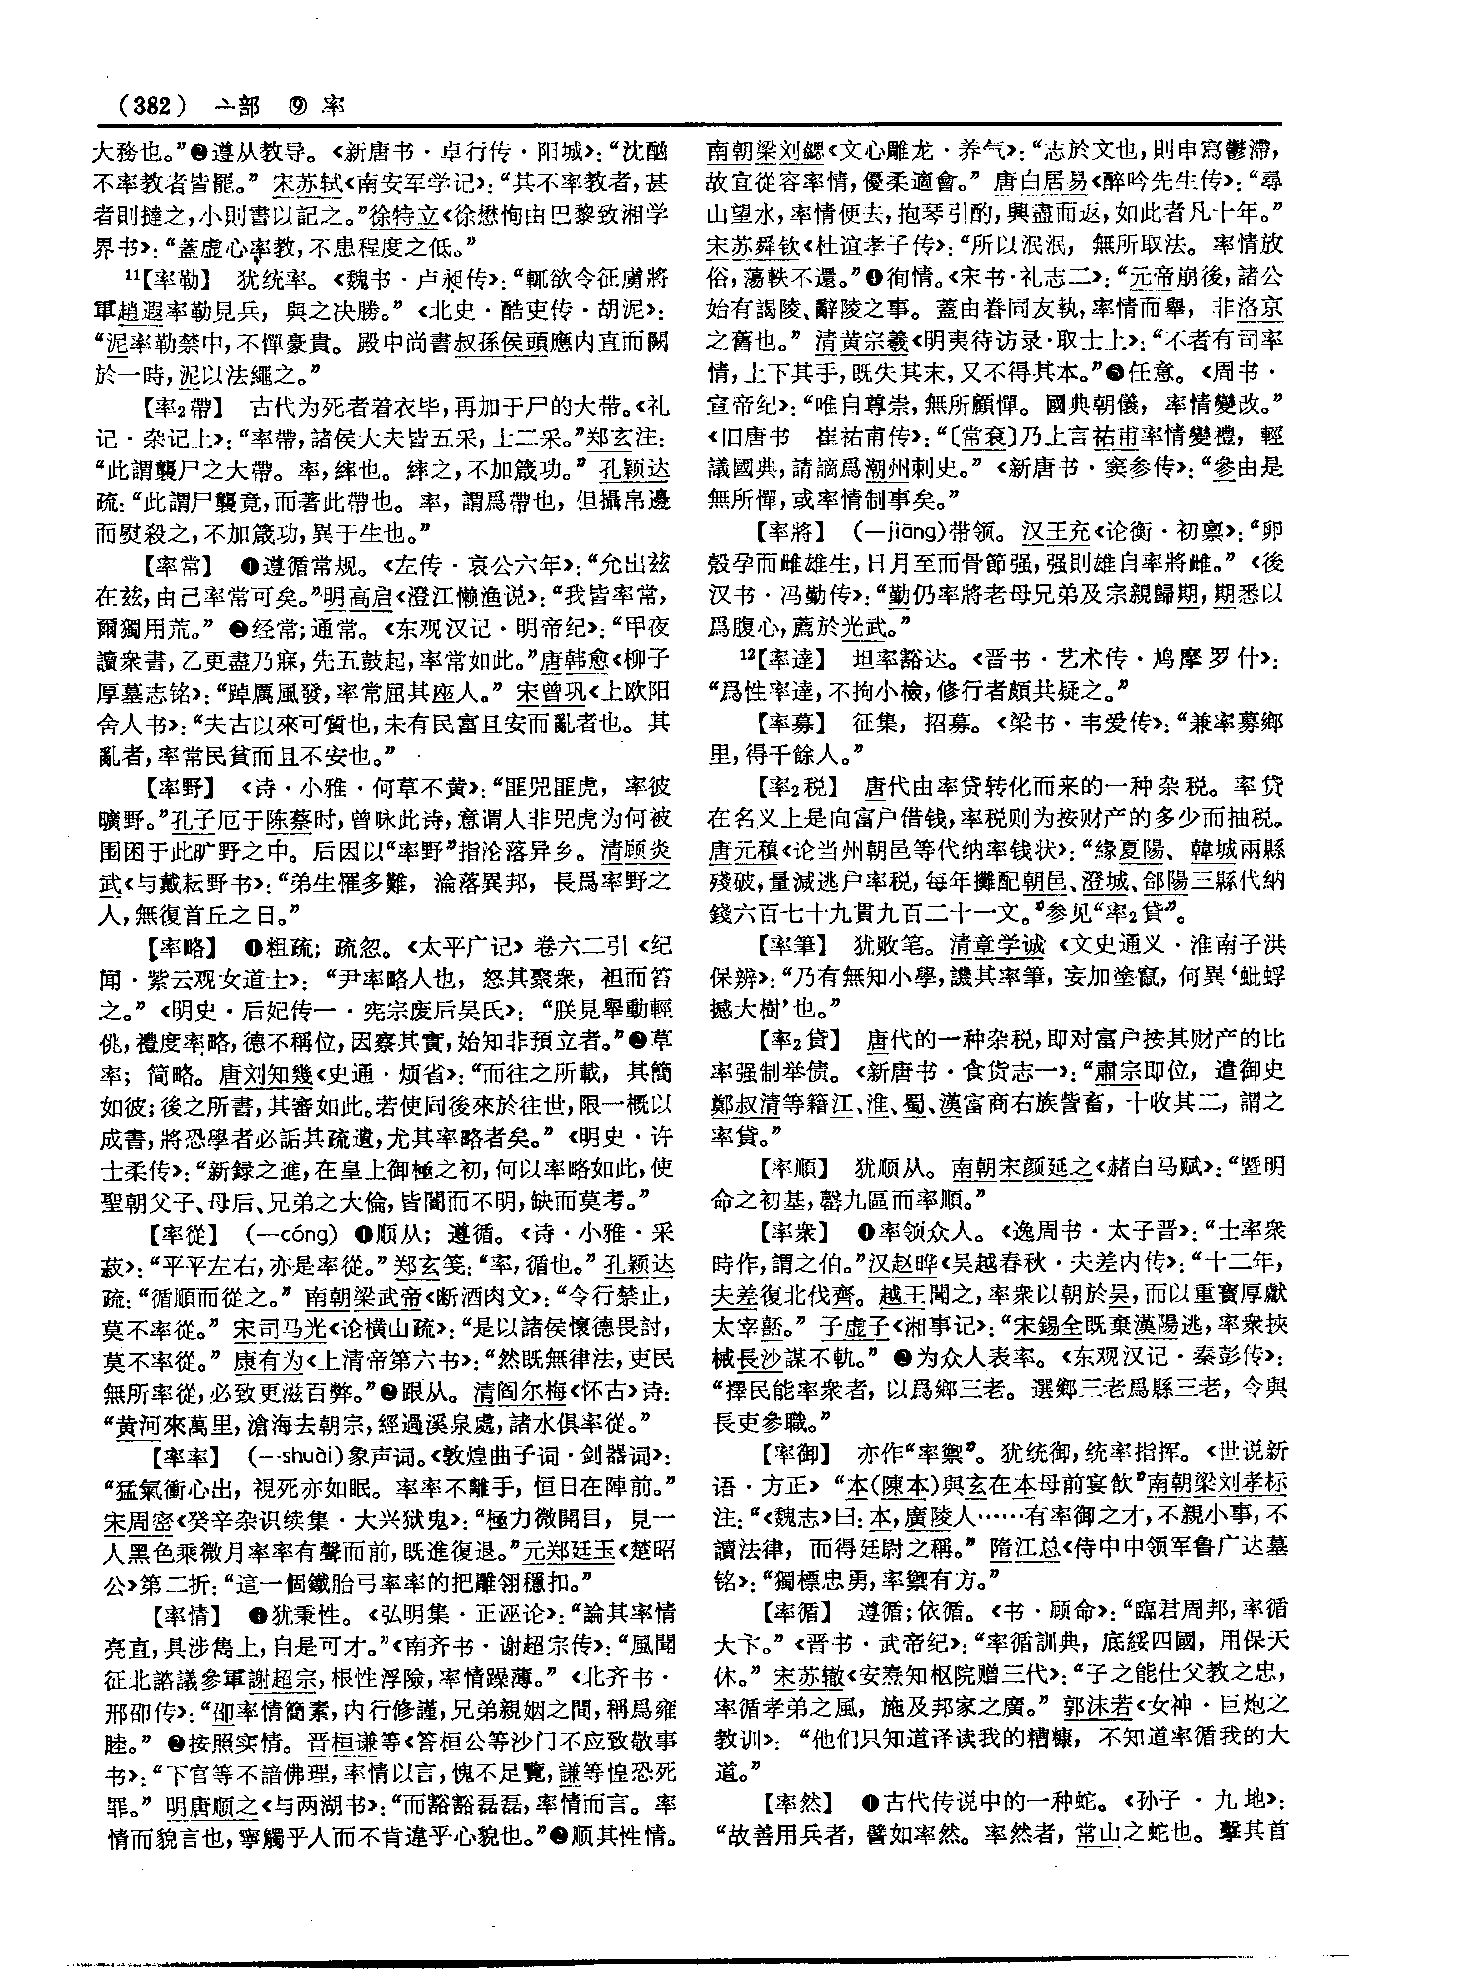 （382） 亠部 ⑨ 率
大務也。”❷遵从教导。《新唐书·卓行传·阳城》：“沈酗
不率教者皆罷。” 宋苏轼《南安军学记》：“其不率教者，甚
者則撻之，小則書以記之。”徐特立《徐懋恂由巴黎致湘学
界书》：“蓋虚心率教，不患程度之低。”
11【率勒】 犹统率。《魏书·卢昶传》：“輒欲令征虜將
軍趙遐率勒見兵，與之决勝。” 《北史·酷吏传·胡泥》：
“泥率勒禁中，不憚豪貴。殿中尚書叔孫侯頭應内直而闕
於一時，泥以法繩之。”
【率2帶】 古代为死者着衣毕，再加于尸的大带。《礼
记·杂记上》：“率帶，諸侯大夫皆五采，士二采。”郑玄注：
“此謂襲尸之大帶。率，繂也。繂之，不加箴功。” 孔颖达
疏：“此謂尸襲竟，而著此帶也。率，謂爲帶也，但攝帛邊
而熨殺之，不加箴功，異于生也。”
【率常】 ❶遵循常规。《左传·哀公六年》：“允出兹
在兹，由己率常可矣。”明高启《澄江懒渔说》：“我皆率常，
爾獨用荒。” ❷经常；通常。《东观汉记·明帝纪》：“甲夜
讀衆書，乙更盡乃寐，先五鼓起，率常如此。”唐韩愈《柳子
厚墓志铭》：“踔厲風發，率常屈其座人。” 宋曾巩《上欧阳
舍人书》：“夫古以來可質也，未有民富且安而亂者也。其
亂者，率常民貧而且不安也。”
【率野】 《诗·小雅·何草不黄》：“匪兕匪虎，率彼
曠野。”孔子厄于陈蔡时，曾咏此诗，意谓人非兕虎为何被
围困于此旷野之中。后因以“率野”指沦落异乡。清顾炎
武《与戴耘野书》：“弟生罹多難，淪落異邦，長爲率野之
人，無復首丘之日。”
【率略】 ❶粗疏；疏忽。《太平广记》卷六二引《纪
闻·紫云观女道士》：“尹率略人也，怒其聚衆，袒而笞
之。” 《明史·后妃传一·宪宗废后吴氏》：“朕見舉動輕
佻，禮度率略，德不稱位，因察其實，始知非預立者。”❷草
率；简略。唐刘知幾《史通·烦省》：“而往之所載，其簡
如彼；後之所書，其審如此。若使同後來於往世，限一概以
成書，將恐學者必詬其疏遺，尤其率略者矣。” 《明史·许
士柔传》：“新録之進，在皇上御極之初，何以率略如此，使
聖朝父子、母后、兄弟之大倫，皆闇而不明，缺而莫考。”
【率從】 （—cóng）❶顺从；遵循。《诗·小雅·采
菽》：“平平左右，亦是率從。”郑玄笺：“率，循也。”孔颖达
疏：“循順而從之。” 南朝梁武帝《断酒肉文》：“令行禁止，
莫不率從。” 宋司马光《论横山疏》：“是以諸侯懷德畏討，
莫不率從。” 康有为《上清帝第六书》：“然既無律法，吏民
無所率從，必致更滋百弊。”❷跟从。清阎尔梅《怀古》诗：
“黄河來萬里，滄海去朝宗，經過溪泉處，諸水俱率從。”
【率率】 （—shuài）象声词。《敦煌曲子词·剑器词》：
“猛氣衝心出，視死亦如眠。率率不離手，恒日在陣前。”
宋周密《癸辛杂识续集·大兴狱鬼》：“極力微開目，見一
人黑色乘微月率率有聲而前，既進復退。”元郑廷玉《楚昭
公》第二折：“這一個鐵胎弓率率的把雕翎穩扣。”
【率情】 ❶犹秉性。《弘明集·正诬论》：“論其率情
亮直，具涉雋上，自是可才。”《南齐书·谢超宗传》：“風聞
征北諮議參軍謝超宗，根性浮險，率情躁薄。” 《北齐书·
邢卲传》：“卲率情簡素，内行修謹，兄弟親姻之間，稱爲雍
睦。” ❷按照实情。晋桓谦等《答桓公等沙门不应致敬事
书》：“下官等不諳佛理，率情以言，愧不足覽，謙等惶恐死
罪。” 明唐顺之《与两湖书》：“而豁豁磊磊，率情而言。率
情而貌言也，寧觸乎人而不肯違乎心貌也。”❸顺其性情。
南朝梁刘勰《文心雕龙·养气》：“志於文也，則申寫鬱滯，
故宜從容率情，優柔適會。” 唐白居易《醉吟先生传》：“尋
山望水，率情便去，抱琴引酌，興盡而返，如此者凡十年。”
宋苏舜钦《杜谊孝子传》：“所以泯泯，無所取法。率情放
俗，蕩軼不還。”❹徇情。《宋书·礼志二》：“元帝崩後，諸公
始有謁陵、辭陵之事。蓋由眷同友執，率情而舉，非洛京
之舊也。” 清黄宗羲《明夷待访录·取士上》：“不者有司率
情，上下其手，既失其末，又不得其本。”❺任意。《周书·
宣帝纪》：“唯自尊崇，無所顧憚。國典朝儀，率情變改。”
《旧唐书 崔祐甫传》：“〔常衮〕乃上言祐甫率情變禮，輕
議國典，請謫爲潮州刺史。” 《新唐书·窦参传》：“參由是
無所憚，或率情制事矣。”
【率將】 （—jiāng）带领。汉王充《论衡·初禀》：“卵
殼孕而雌雄生，日月至而骨節强，强則雄自率將雌。” 《後
汉书·冯勤传》：“勤仍率將老母兄弟及宗親歸期，期悉以
爲腹心，薦於光武。”
12【率達】 坦率豁达。《晋书·艺术传·鸠摩罗什》：
“爲性率達，不拘小檢，修行者頗共疑之。”
【率募】 征集，招募。《梁书·韦爱传》：“兼率募鄉
里，得千餘人。”
【率2税】 唐代由率贷转化而来的一种杂税。率贷
在名义上是向富户借钱，率税则为按财产的多少而抽税。
唐元稹《论当州朝邑等代纳率钱状》：“緣夏陽、韓城兩縣
殘破，量減逃户率税，每年攤配朝邑、澄城、郃陽三縣代納
錢六百七十九貫九百二十一文。”参见“率2貸”。
【率筆】 犹败笔。清章学诚《文史通义·淮南子洪
保辨》：“乃有無知小學，譏其率筆，妄加塗竄，何異‘蚍蜉
撼大樹’也。”
【率2貸】 唐代的一种杂税，即对富户按其财产的比
率强制举债。《新唐书·食货志一》：“肅宗即位，遣御史
鄭叔清等籍江、淮、蜀、漢富商右族訾畜，十收其二，謂之
率貸。”
【率順】 犹顺从。南朝宋颜延之《赭白马赋》：“暨明
命之初基，罄九區而率順。”
【率衆】 ❶率领众人。《逸周书·太子晋》：“士率衆
時作，謂之伯。”汉赵晔《吴越春秋·夫差内传》：“十二年，
夫差復北伐齊。越王聞之，率衆以朝於吴，而以重寶厚獻
太宰嚭。” 子虚子《湘事记》：“宋錫全既棄漢陽逃，率衆挾
械長沙謀不軌。” ❷为众人表率。《东观汉记·秦彭传》：
“擇民能率衆者，以爲鄉三老。選鄉三老爲縣三老，令與
長吏參職。”
【率御】 亦作“率禦”。犹统御，统率指挥。《世说新
语·方正》“本(陳本)與玄在本母前宴飲”南朝梁刘孝标
注：“《魏志》曰：本，廣陵人……有率御之才，不親小事，不
讀法律，而得廷尉之稱。” 隋江总《侍中中领军鲁广达墓
铭》：“獨標忠勇，率禦有方。”
【率循】 遵循；依循。《书·顾命》：“臨君周邦，率循
大卞。” 《晋书·武帝纪》：“率循訓典，底綏四國，用保天
休。” 宋苏辙《安焘知枢院赠三代》：“子之能仕父教之忠，
率循孝弟之風，施及邦家之廣。” 郭沫若《女神·巨炮之
教训》：“他们只知道译读我的糟糠，不知道率循我的大
道。”
【率然】 ❶古代传说中的一种蛇。《孙子·九地》：
“故善用兵者，譬如率然。率然者，常山之蛇也。擊其首